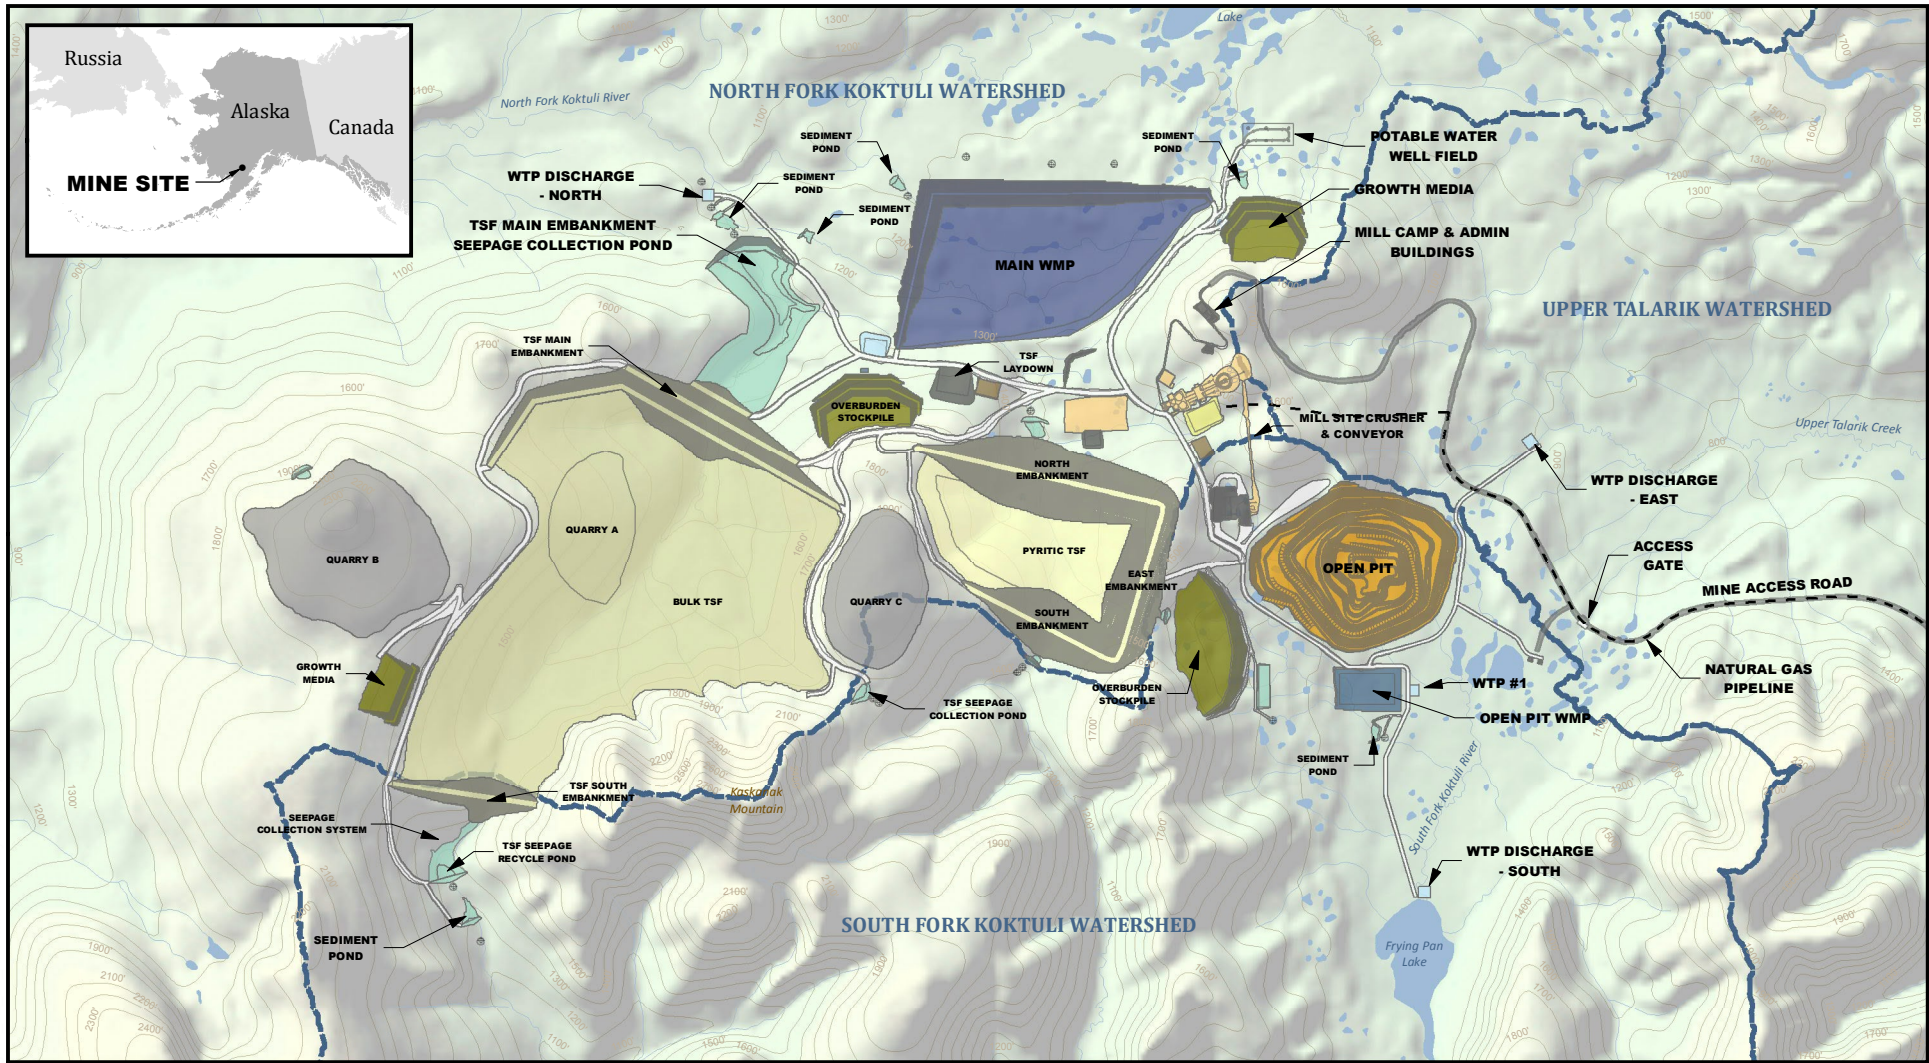 Russia
Alaska
Canada
MINE SITE
Lake
North Fork Koktuli River
NORTH FORK KOKTULI WATERSHED
SEDIMENT
POND
SEDIMENT
POND
SEDIMENT
POND
SEDIMENT
POND
POTABLE WATER
WELL FIELD
WTP DISCHARGE
- NORTH
GROWTH MEDIA
TSF MAIN EMBANKMENT
SEEPAGE COLLECTION POND
MILL CAMP & ADMIN
BUILDINGS
MAIN WMP
UPPER TALARIK WATERSHED
TSF MAIN
EMBANKMENT
TSF
LAYDOWN
OVERBURDEN
STOCKPILE
MILL SITE CRUSHER
& CONVEYOR
Upper Talarik Creek
NORTH
EMBANKMENT
WTP DISCHARGE
- EAST
QUARRY A
QUARRY B
PYRITIC TSF
EAST
EMBANKMENT
OPEN PIT
ACCESS
GATE
MINE ACCESS ROAD
BULK TSF
QUARRY C
SOUTH
EMBANKMENT
GROWTH
MEDIA
OVERBURDEN
STOCKPILE
NATURAL GAS
PIPELINE
WTP #1
TSF SEEPAGE
COLLECTION POND
OPEN PIT WMP
SEDIMENT
POND
TSF SOUTH
EMBANKMENT
Kaskanak
Mountain
South Fork Koktuli River
SEEPAGE
COLLECTION SYSTEM
TSF SEEPAGE
RECYCLE POND
WTP DISCHARGE
- SOUTH
SEDIMENT
POND
SOUTH FORK KOKTULI WATERSHED
Frying Pan
Lake